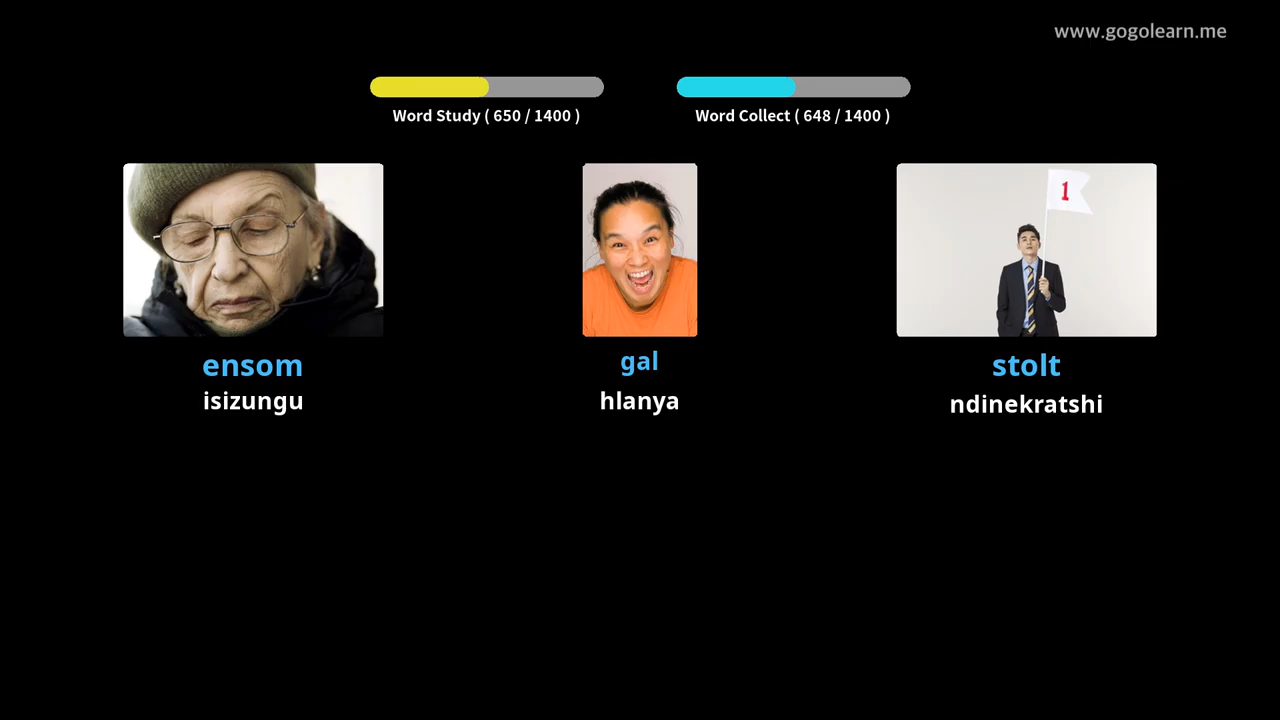 www.gogolearn.me
Word Study ( 650 / 1400 )
Word Collect ( 648 / 1400 )
1
ensom
gal
stolt
isizungu
hlanya
ndinekratshi